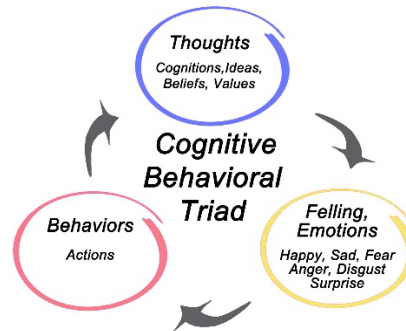 Thoughts
Cognitions,Ideas,
Beliefs, Values
Cognitive
Behavioral
Triad
Behaviors
Actions
Felling,
Emotions
Happy, Sad, Fear
Anger, Disgust
Surprise